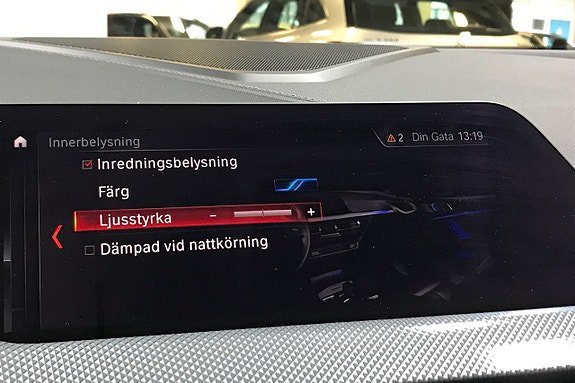 Innerbelysning
2 Din Gata 13:19
Inredningsbelysning
Färg
Ljusstyrka - +
Dämpad vid nattkörning